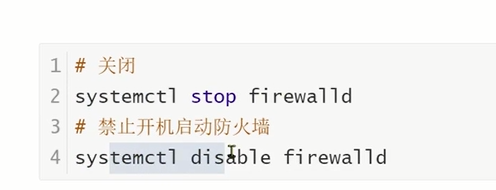 1 # 关闭
2 systemctl stop firewalld
3 # 禁止开机启动防火墙
4 systemctl disable firewalld